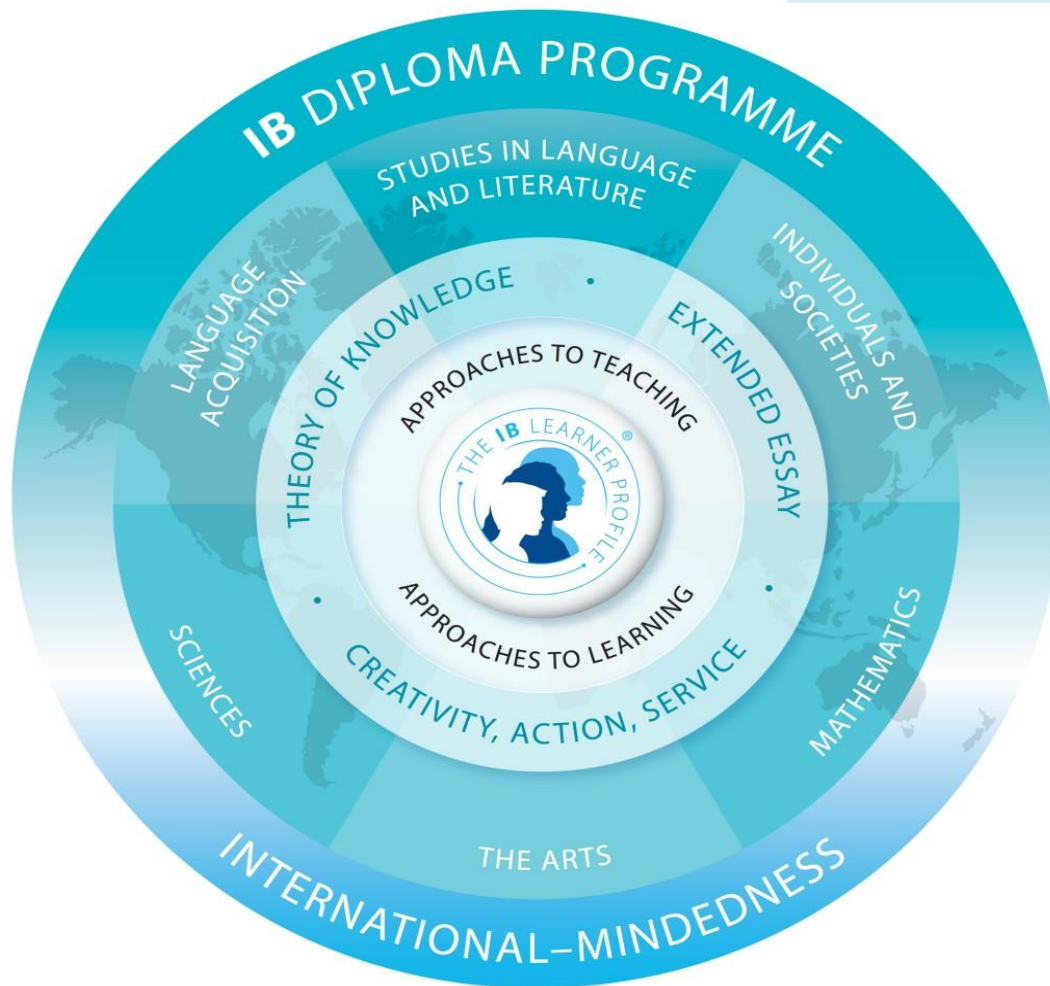 IB DIPLOMA PROGRAMME
STUDIES IN LANGUAGE
AND LITERATURE
LANGUAGE
ACQUISITION
INDIVIDUALS AND
SOCIETIES
THEORY OF KNOWLEDGE
·
EXTENDED ESSAY
APPROACHES TO TEACHING
THE IB LEARNER PROFILE
®
APPROACHES TO LEARNING
·
CREATIVITY, ACTION, SERVICE
·
SCIENCES
MATHEMATICS
THE ARTS
INTERNATIONAL–MINDEDNESS